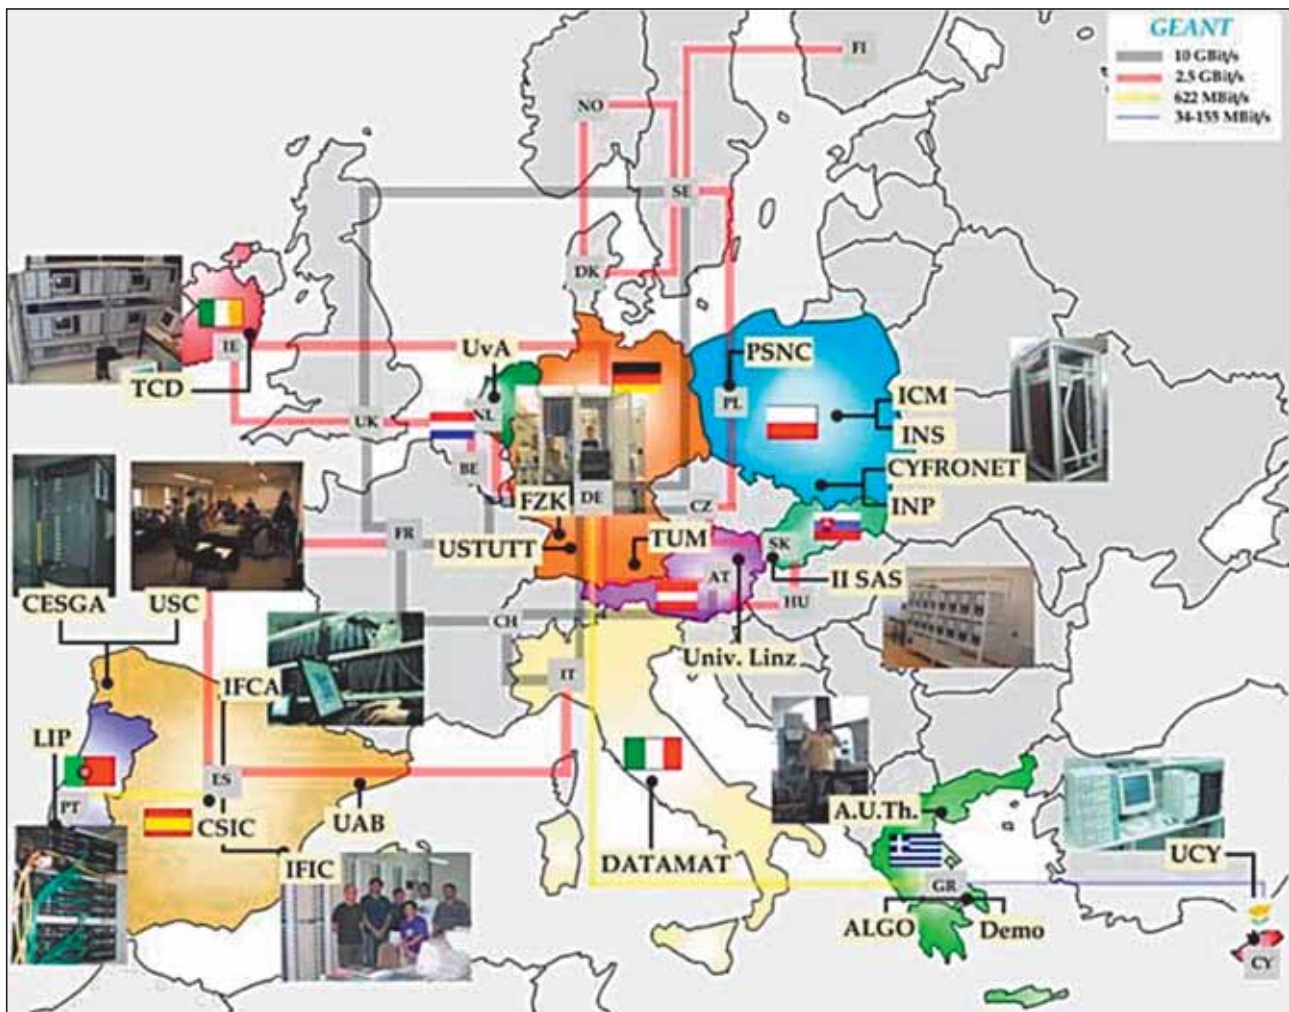 GEANT
10 GBit/s
2.5 GBit/s
622 MBit/s
34-155 MBit/s
FI
NO
SE
DK
IE
TCD
UvA
PSNC
PL
ICM
INS
NL
UK
BE
CYFRONET
INP
FZK
DE
CZ
FR
USTUTT
TUM
SK
AT
II SAS
HU
CESGA
USC
CH
Univ. Linz
IT
IFCA
LIP
ES
PT
CSIC
UAB
A.U.Th.
IFIC
DATAMAT
UCY
GR
ALGO
Demo
CY